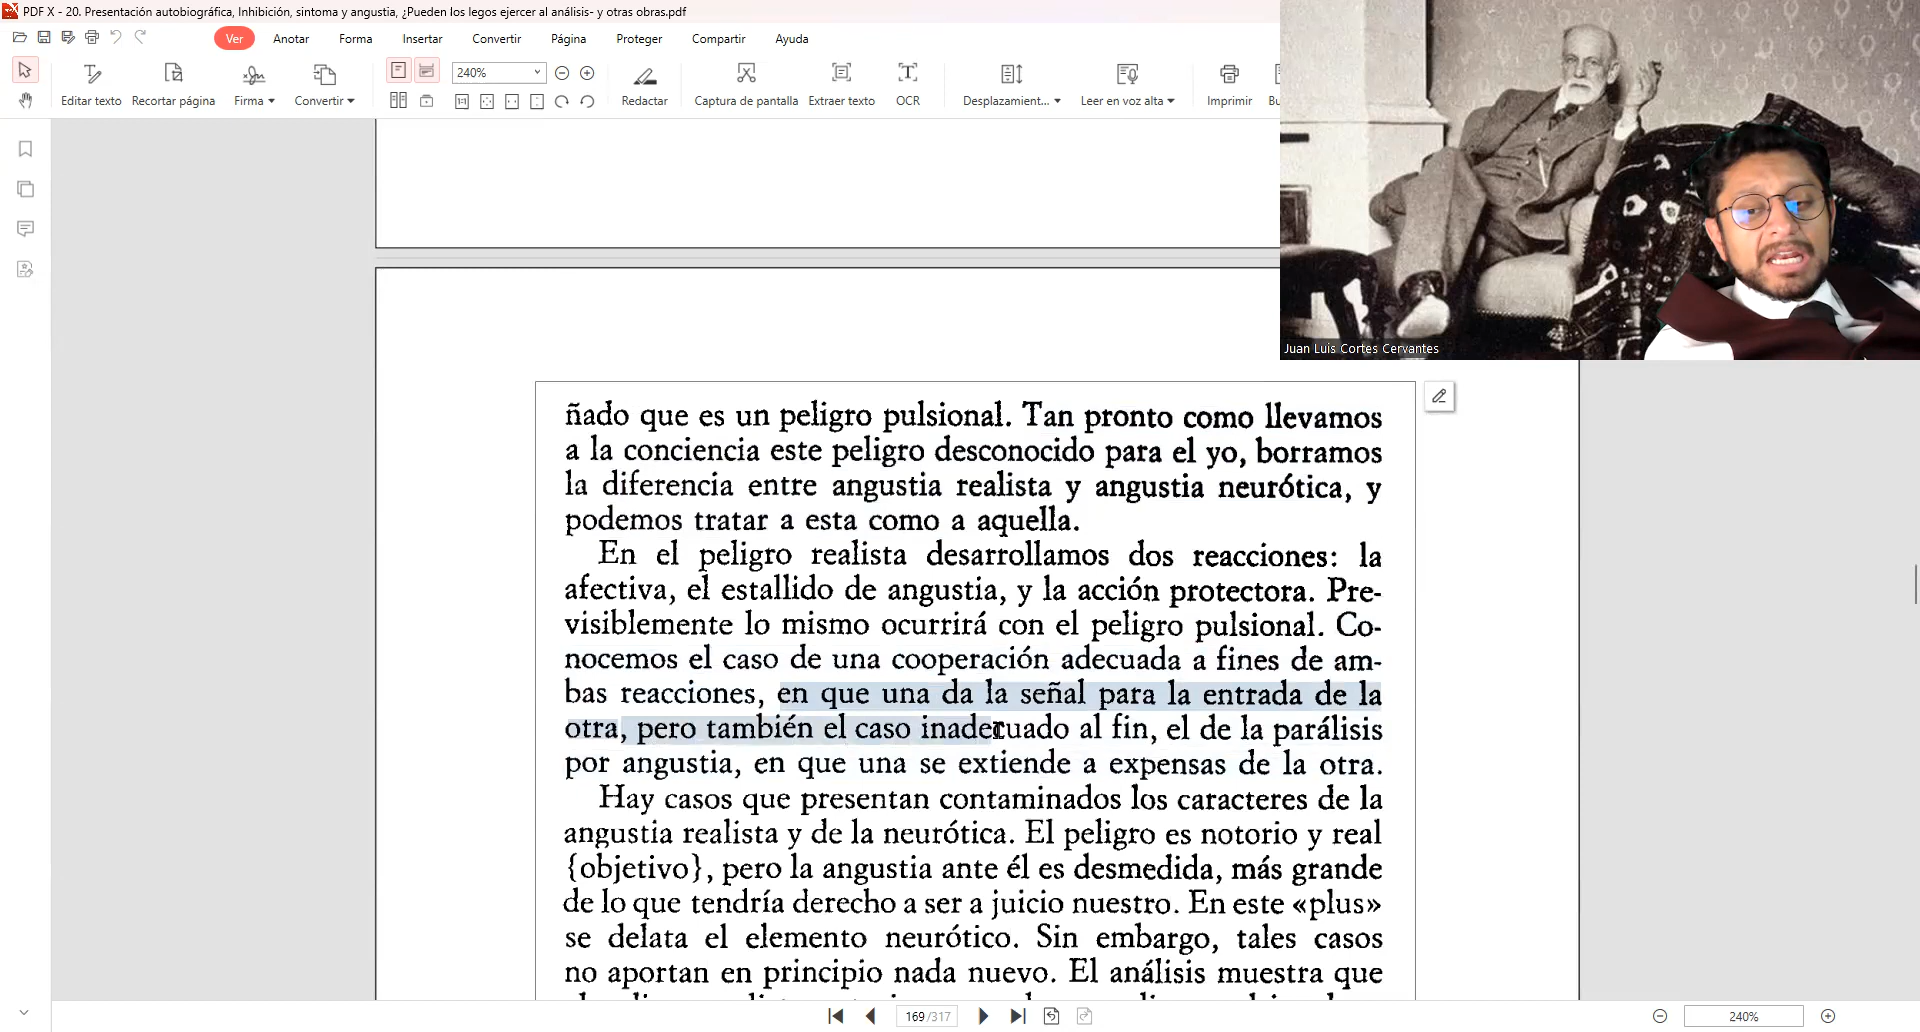 PDF X - 20. Presentación autobiográfica, Inhibición, sintoma y angustia, ¿Pueden los legos ejercer al análisis- y otras obras.pdf
Ver Anotar Forma Insertar Convertir Página Proteger Compartir Ayuda
240%
Editar texto Recortar página Firma Convertir Redactar Captura de pantalla Extraer texto OCR Desplazamient... Leer en voz alta Imprimir
Juan Luis Cortes Cervantes
ñado que es un peligro pulsional. Tan pronto como llevamos
a la conciencia este peligro desconocido para el yo, borramos
la diferencia entre angustia realista y angustia neurótica, y
podemos tratar a esta como a aquella.
En el peligro realista desarrollamos dos reacciones: la
afectiva, el estallido de angustia, y la acción protectora. Pre-
visiblemente lo mismo ocurrirá con el peligro pulsional. Co-
nocemos el caso de una cooperación adecuada a fines de am-
bas reacciones, en que una da la señal para la entrada de la
otra, pero también el caso inadecuado al fin, el de la parálisis
por angustia, en que una se extiende a expensas de la otra.
Hay casos que presentan contaminados los caracteres de la
angustia realista y de la neurótica. El peligro es notorio y real
{objetivo}, pero la angustia ante él es desmedida, más grande
de lo que tendría derecho a ser a juicio nuestro. En este «plus»
se delata el elemento neurótico. Sin embargo, tales casos
no aportan en principio nada nuevo. El análisis muestra que
169 /317
240%